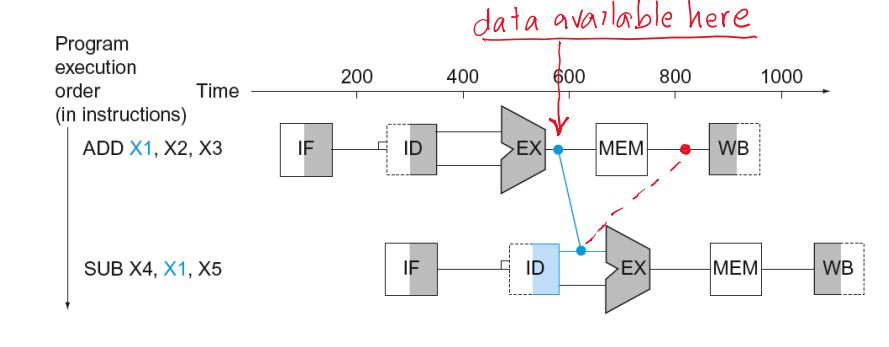 data available here
Program
execution
order
(in instructions)
Time
200 400 600 800 1000
ADD X1, X2, X3
IF ID EX MEM WB
SUB X4, X1, X5
IF ID EX MEM WB